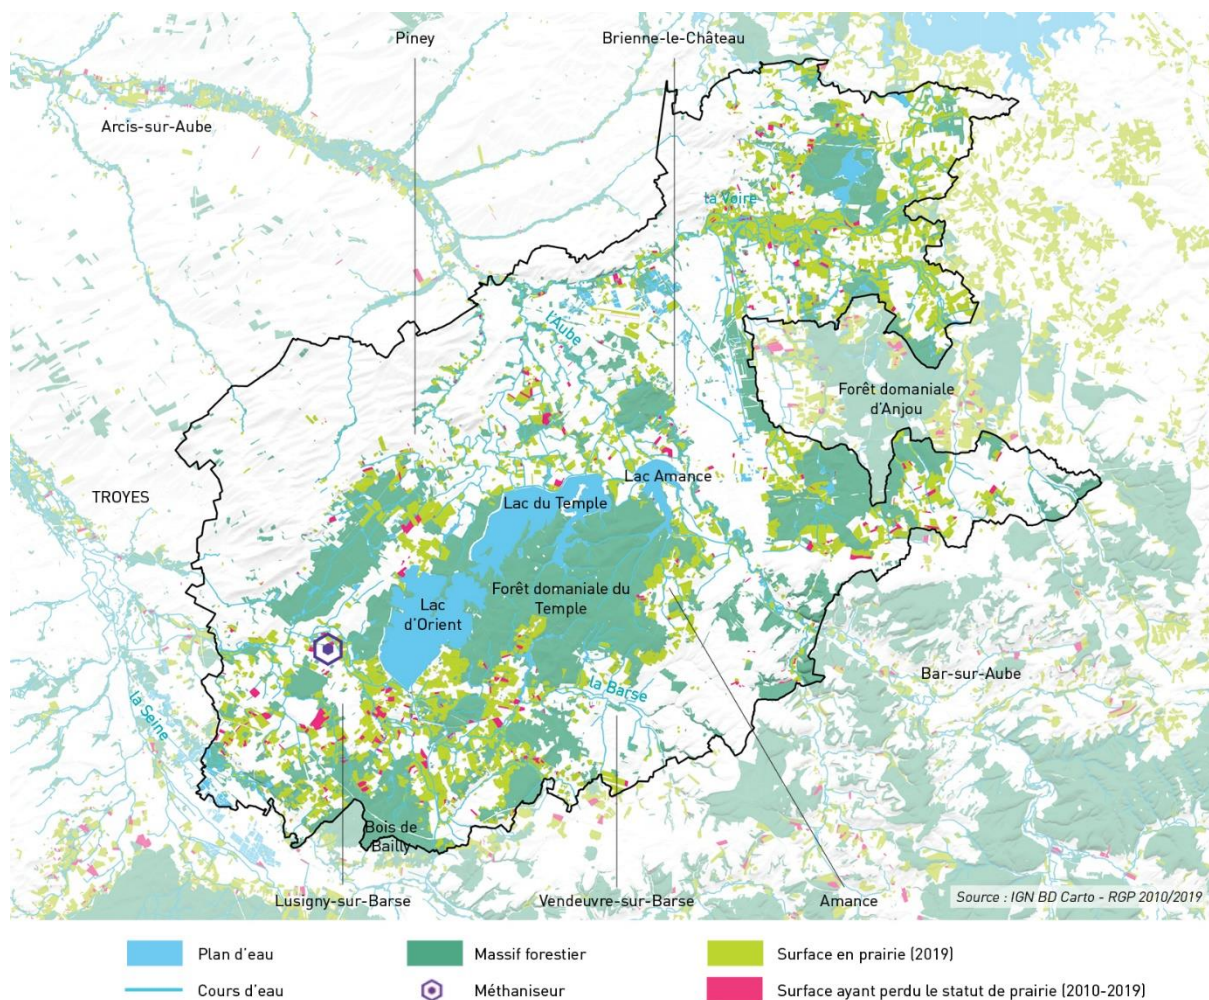 Piney
Brienne-le-Château
Arcis-sur-Aube
la Voire
l'Aube
Forêt domaniale
d'Anjou
TROYES
Lac Amance
Lac du Temple
Forêt domaniale du
Temple
Lac
d'Orient
la Barse
Bar-sur-Aube
la Seine
Bois de
Bailly
Lusigny-sur-Barse
Vendeuvre-sur-Barse
Amance
Source : IGN BD Carto - RGP 2010/2019
Plan d'eau
Massif forestier
Surface en prairie (2019)
Cours d'eau
Méthaniseur
Surface ayant perdu le statut de prairie (2010-2019)